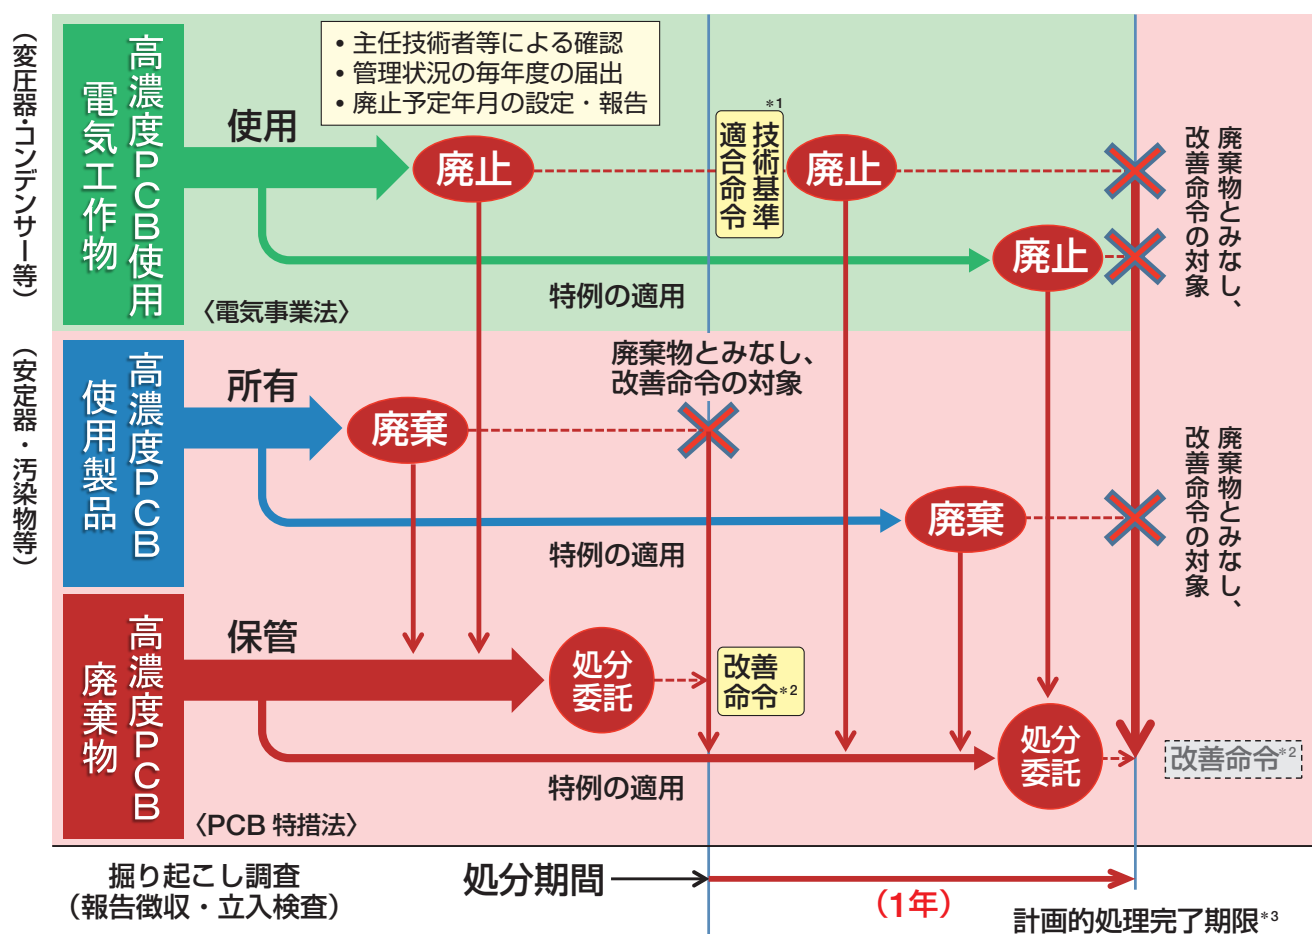 （変圧器・コンデンサー等）
高濃度PCB使用
電気工作物
• 主任技術者等による確認
• 管理状況の毎年度の届出
• 廃止予定年月の設定・報告
使用
廃止
*1
技術基準
適合命令
廃止
廃止
特例の適用
〈電気事業法〉
廃棄物とみなし、
改善命令の対象
（安定器・汚染物等）
高濃度PCB
使用製品
所有
廃棄
廃棄物とみなし、
改善命令の対象
廃棄
特例の適用
廃棄物とみなし、
改善命令の対象
高濃度PCB
廃棄物
保管
処分
委託
改善
命令*2
処分
委託
改善命令*2
特例の適用
〈PCB 特措法〉
掘り起こし調査
（報告徴収・立入検査）
処分期間
（1年）
計画的処理完了期限*3